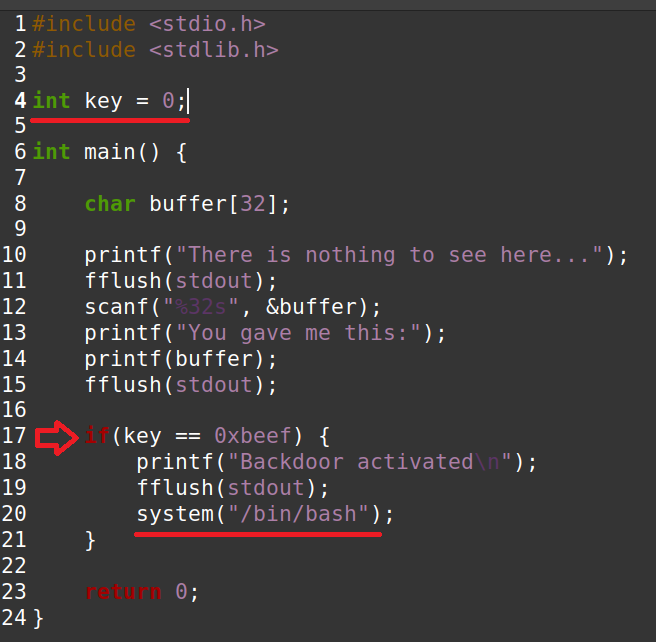 1 #include <stdio.h>
2 #include <stdlib.h>
3
4 int key = 0;
5
6 int main() {
7
8     char buffer[32];
9
10     printf("There is nothing to see here...");
11     fflush(stdout);
12     scanf("%32s", &buffer);
13     printf("You gave me this:");
14     printf(buffer);
15     fflush(stdout);
16
17     if(key == 0xbeef) {
18         printf("Backdoor activated\n");
19         fflush(stdout);
20         system("/bin/bash");
21     }
22
23     return 0;
24 }